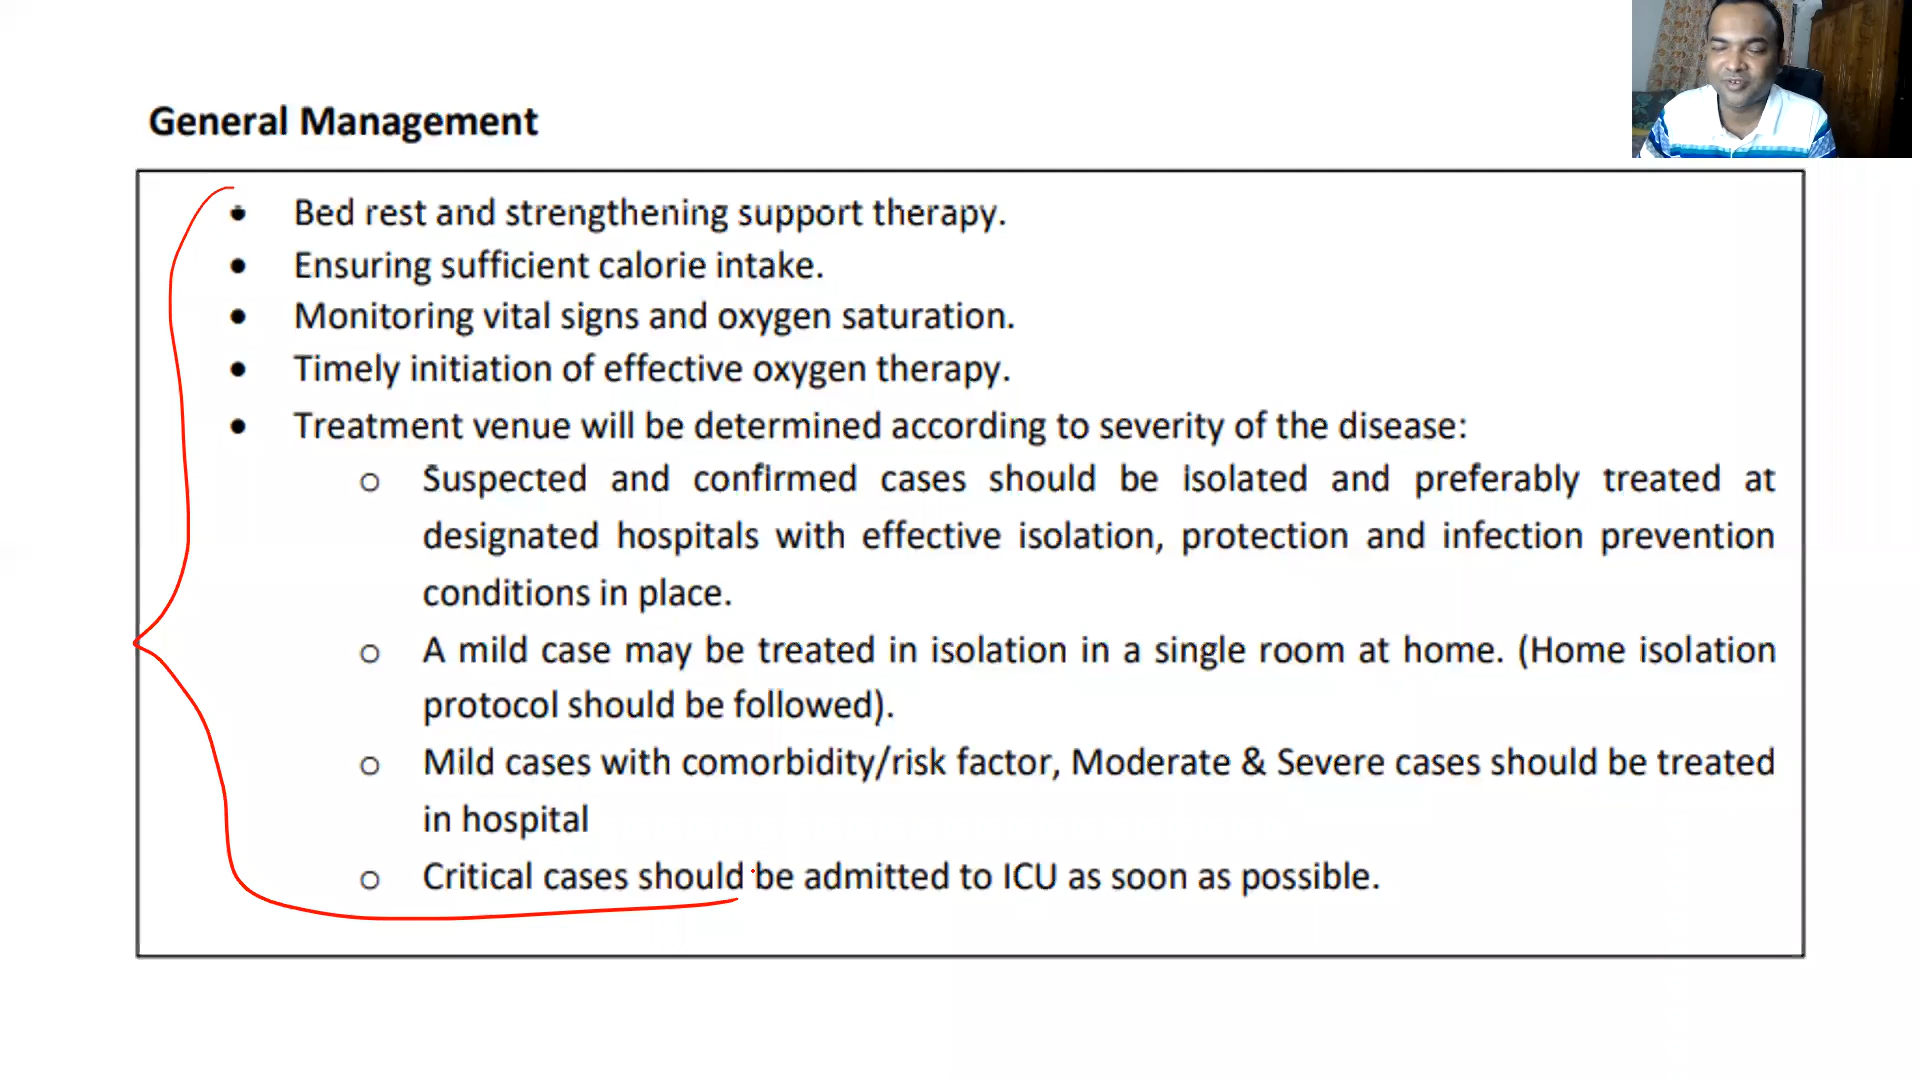 General Management
• Bed rest and strengthening support therapy.
• Ensuring sufficient calorie intake.
• Monitoring vital signs and oxygen saturation.
• Timely initiation of effective oxygen therapy.
• Treatment venue will be determined according to severity of the disease:
o Suspected and confirmed cases should be isolated and preferably treated at
designated hospitals with effective isolation, protection and infection prevention
conditions in place.
o A mild case may be treated in isolation in a single room at home. (Home isolation
protocol should be followed).
o Mild cases with comorbidity/risk factor, Moderate & Severe cases should be treated
in hospital
o Critical cases should be admitted to ICU as soon as possible.